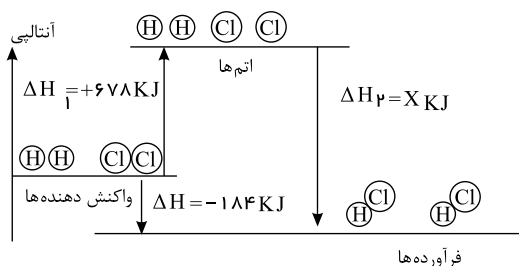 آنتالپی
H H Cl Cl
اتم‌ها
ΔH۱=+۶۷۸KJ
ΔH۲=X KJ
H H Cl Cl
واکنش دهنده‌ها
ΔH=−۱۸۴KJ
H Cl H Cl
فرآورده‌ها